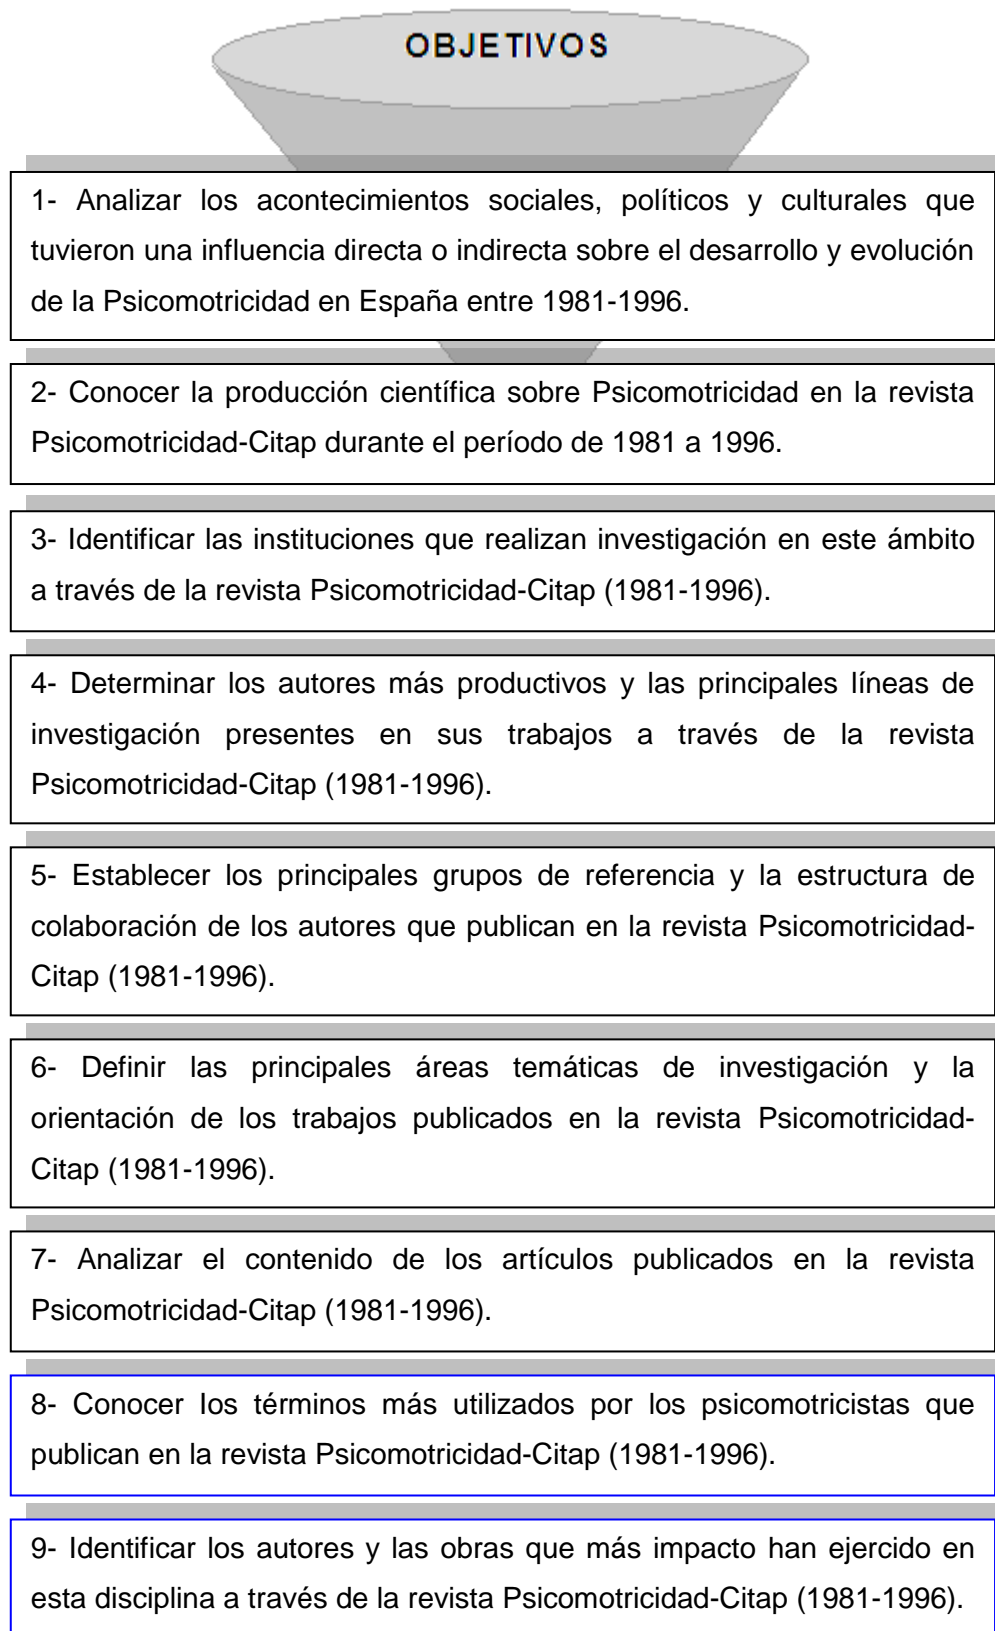 OBJETIVOS
1- Analizar los acontecimientos sociales, políticos y culturales que
tuvieron una influencia directa o indirecta sobre el desarrollo y evolución
de la Psicomotricidad en España entre 1981-1996.
2- Conocer la producción científica sobre Psicomotricidad en la revista
Psicomotricidad-Citap durante el período de 1981 a 1996.
3- Identificar las instituciones que realizan investigación en este ámbito
a través de la revista Psicomotricidad-Citap (1981-1996).
4- Determinar los autores más productivos y las principales líneas de
investigación presentes en sus trabajos a través de la revista
Psicomotricidad-Citap (1981-1996).
5- Establecer los principales grupos de referencia y la estructura de
colaboración de los autores que publican en la revista Psicomotricidad-
Citap (1981-1996).
6- Definir las principales áreas temáticas de investigación y la
orientación de los trabajos publicados en la revista Psicomotricidad-
Citap (1981-1996).
7- Analizar el contenido de los artículos publicados en la revista
Psicomotricidad-Citap (1981-1996).
8- Conocer los términos más utilizados por los psicomotricistas que
publican en la revista Psicomotricidad-Citap (1981-1996).
9- Identificar los autores y las obras que más impacto han ejercido en
esta disciplina a través de la revista Psicomotricidad-Citap (1981-1996).